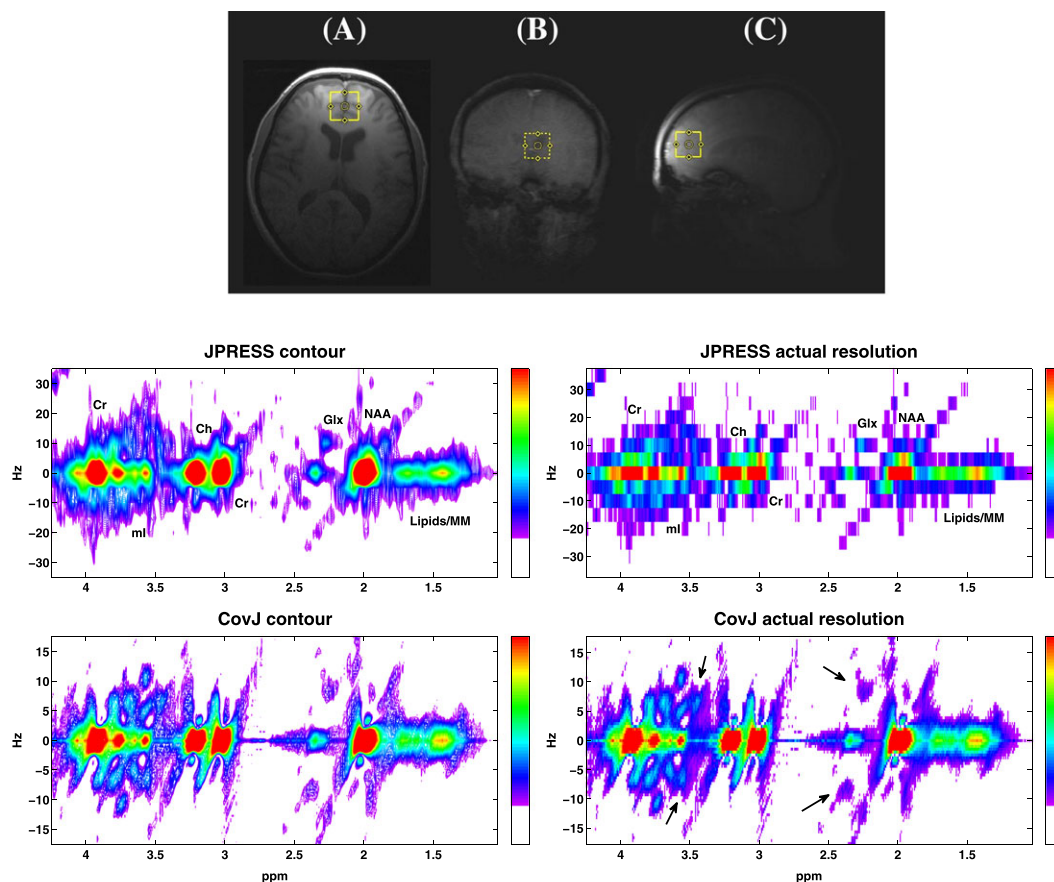 (A) (B) (C)
JPRESS contour
JPRESS actual resolution
30
20
10
0
−10
−20
−30
Hz
Cr
Ch
Glx
NAA
Cr
mI
Lipids/MM
4 3.5 3 2.5 2 1.5
30
20
10
0
−10
−20
−30
Hz
Cr
Ch
Glx
NAA
Cr
mI
Lipids/MM
4 3.5 3 2.5 2 1.5
CovJ contour
CovJ actual resolution
15
10
5
0
−5
−10
−15
Hz
4 3.5 3 2.5 2 1.5
ppm
15
10
5
0
−5
−10
−15
Hz
4 3.5 3 2.5 2 1.5
ppm